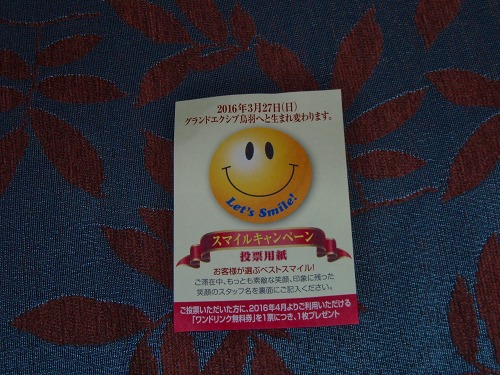 2016年3月27日(日)
グランドエクシブ鳥羽へと生まれ変わります。
Let's Smile!
スマイルキャンペーン
投票用紙
お客様が選ぶベストスマイル!
ご滞在中、もっとも素敵な笑顔、印象に残った
笑顔のスタッフ名を裏面にご記入ください。
ご投票いただいた方に、2016年4月よりご利用いただける
「ワンドリンク無料券」を1票につき、1枚プレゼント